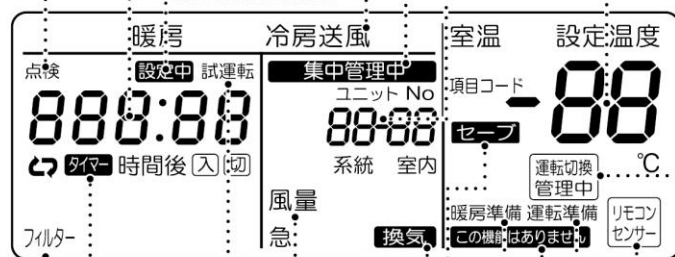 暖房 冷房送風 室温 設定温度
点検 設定中 試運転 集中管理中
ユニットNo 項目コード
888:88 88:88 -88
セーブ
タイマー 時間後 入 切 系統 室内 運転切換 ℃
管理中
風量
暖房準備 運転準備 リモコン
フィルター 急 換気 この機能はありません センサー